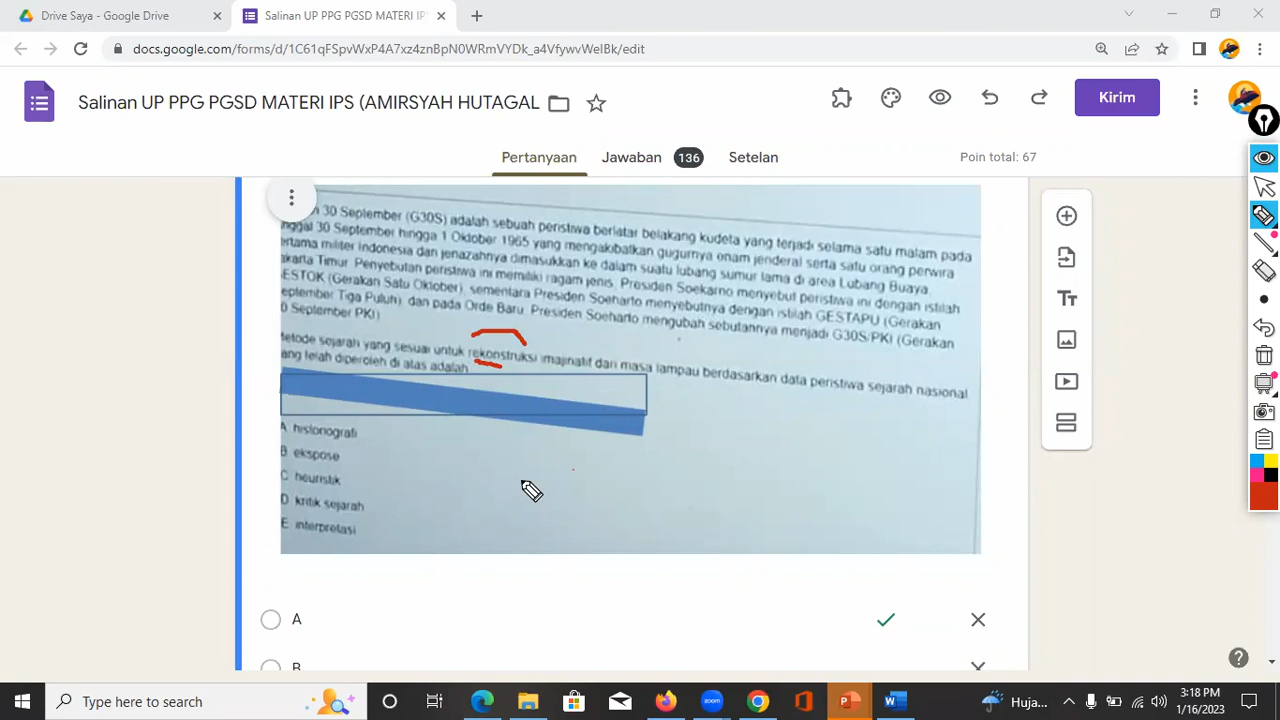 Drive Saya - Google Drive
Salinan UP PPG PGSD MATERI IPS
docs.google.com/forms/d/1C61qFSpvWxP4A7xz4znBpN0WRmVYDk_a4VfywvWelBk/edit
Salinan UP PPG PGSD MATERI IPS (AMIRSYAH HUTAGAL
Kirim
Pertanyaan Jawaban 136 Setelan Poin total: 67
30 September (G30S) adalah sebuah peristiwa berlatar belakang kudeta yang terjadi selama satu malam pada
nggal 30 September hingga 1 Oktober 1965 yang mengakibatkan gugurnya enam jenderal serta satu orang perwira
ertama militer Indonesia dan jenazahnya dimasukkan ke dalam suatu lubang sumur lama di area Lubang Buaya,
akarta Timur. Penyebutan peristiwa ini memiliki ragam jenis. Presiden Soekarno menyebut peristiwa ini dengan istilah
ESTOK (Gerakan Satu Oktober), sementara Presiden Soeharto menyebutnya dengan istilah GESTAPU (Gerakan
eptember Tiga Puluh), dan pada Orde Baru, Presiden Soeharto mengubah sebutannya menjadi G30S/PKI (Gerakan
0 September PKI)
Metode sejarah yang sesuai untuk rekonstruksi imajinatif dari masa lampau berdasarkan data peristiwa sejarah nasional
ang telah diperoleh di atas adalah
A historiografi
B ekspose
C heuristik
D kritik sejarah
E interpretasi
A
B
Type here to search
Huja...
3:18 PM
1/16/2023